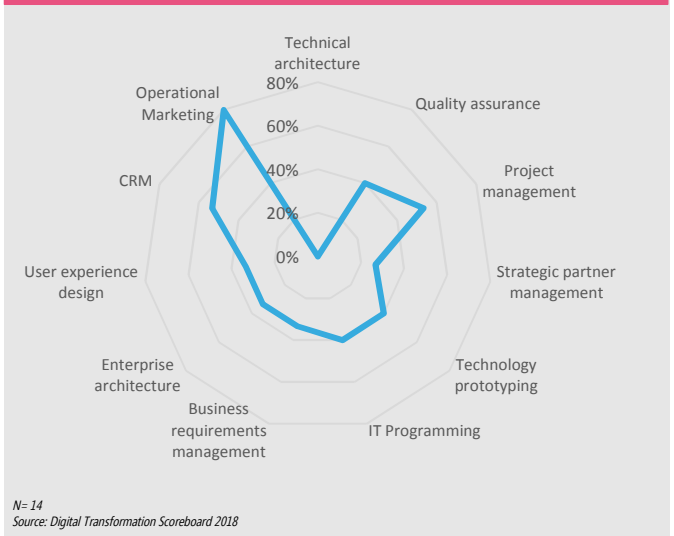 Technical
architecture
Quality assurance
Project
management
Strategic partner
management
Technology
prototyping
IT Programming
Business
requirements
management
Enterprise
architecture
User experience
design
CRM
Operational
Marketing
80%
60%
40%
20%
0%
N= 14
Source: Digital Transformation Scoreboard 2018